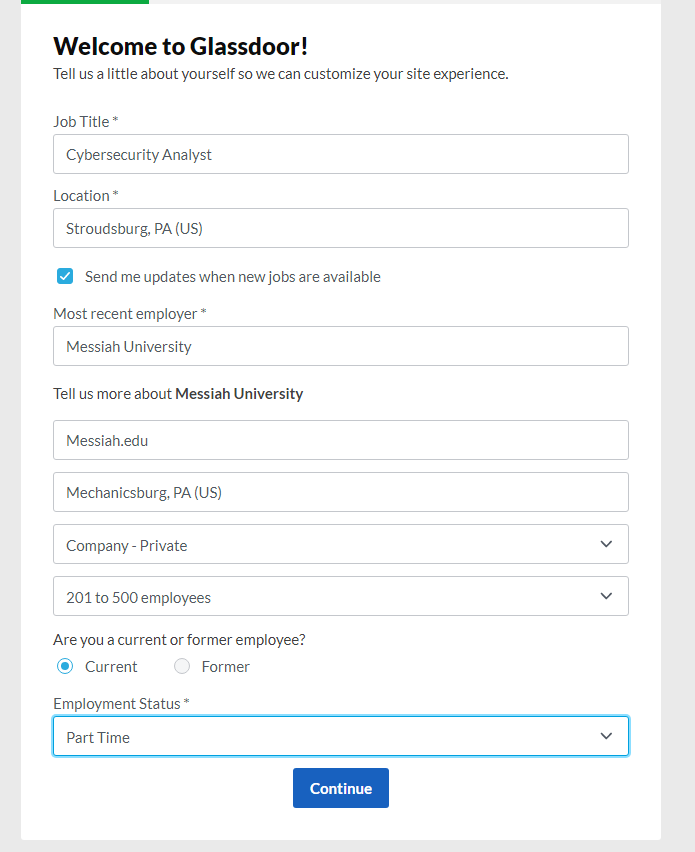 Welcome to Glassdoor!
Tell us a little about yourself so we can customize your site experience.
Job Title *
Cybersecurity Analyst
Location *
Stroudsburg, PA (US)
Send me updates when new jobs are available
Most recent employer *
Messiah University
Tell us more about Messiah University
Messiah.edu
Mechanicsburg, PA (US)
Company - Private
201 to 500 employees
Are you a current or former employee?
Current Former
Employment Status *
Part Time
Continue